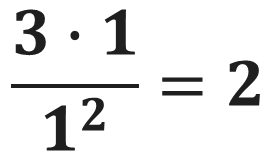 3 · 1
1² = 2